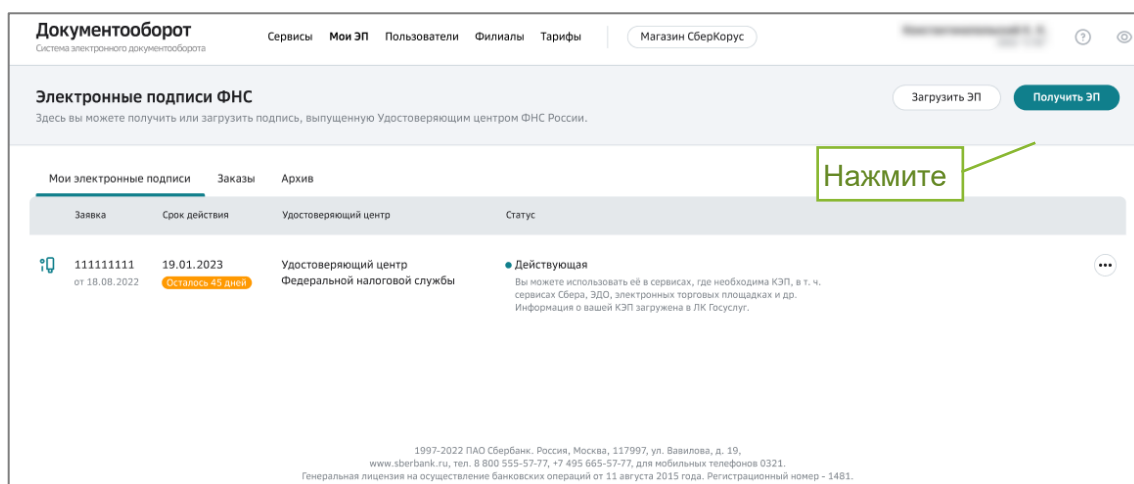 Документооборот
Система электронного документооборота
Сервисы Мои ЭП Пользователи Филиалы Тарифы Магазин СберКорус
Электронные подписи ФНС
Здесь вы можете получить или загрузить подпись, выпущенную Удостоверяющим центром ФНС России.
Загрузить ЭП Получить ЭП
Нажмите
Мои электронные подписи Заказы Архив
Заявка Срок действия Удостоверяющий центр Статус
111111111 19.01.2023 Удостоверяющий центр Действующая
от 18.08.2022 Осталось 45 дней Федеральной налоговой службы
Вы можете использовать её в сервисах, где необходима КЭП, в т. ч.
сервисах Сбера, ЭДО, электронных торговых площадках и др.
Информация о вашей КЭП загружена в ЛК Госуслуг.
1997-2022 ПАО Сбербанк. Россия, Москва, 117997, ул. Вавилова, д. 19,
www.sberbank.ru, тел. 8 800 555-57-77, +7 495 665-57-77, для мобильных телефонов 0321.
Генеральная лицензия на осуществление банковских операций от 11 августа 2015 года. Регистрационный номер - 1481.